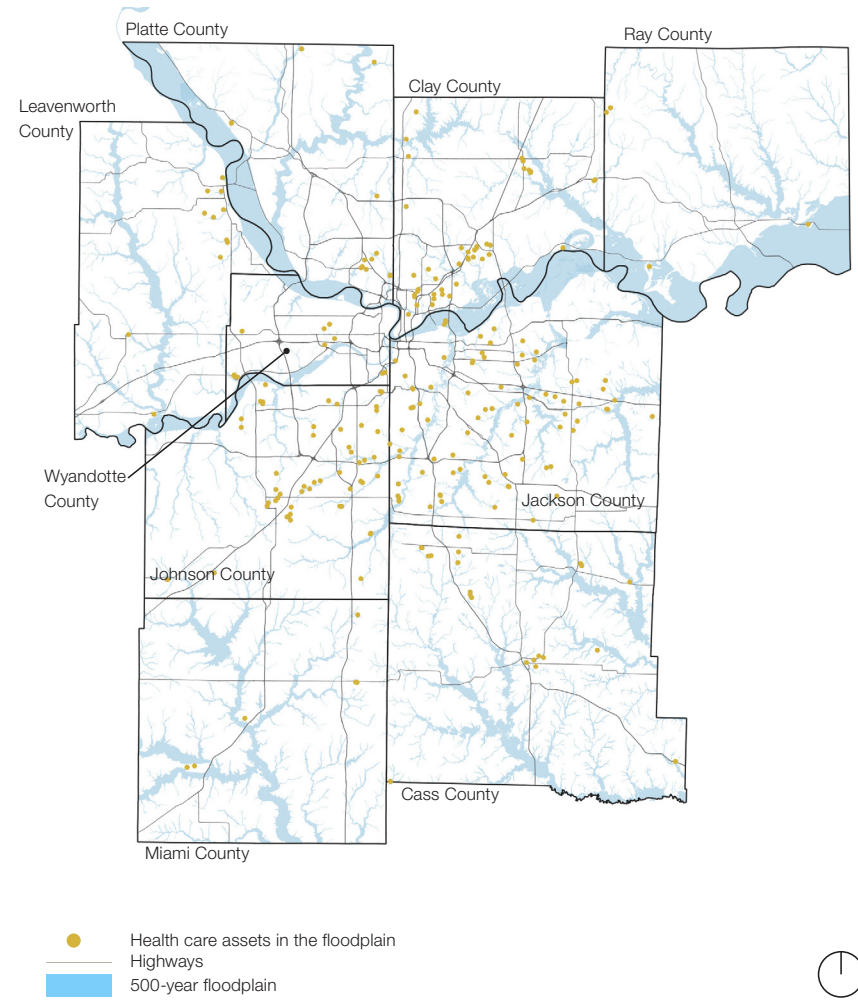 Platte County
Ray County
Clay County
Leavenworth
County
Wyandotte
County
Jackson County
Johnson County
Cass County
Miami County
Health care assets in the floodplain
Highways
500-year floodplain